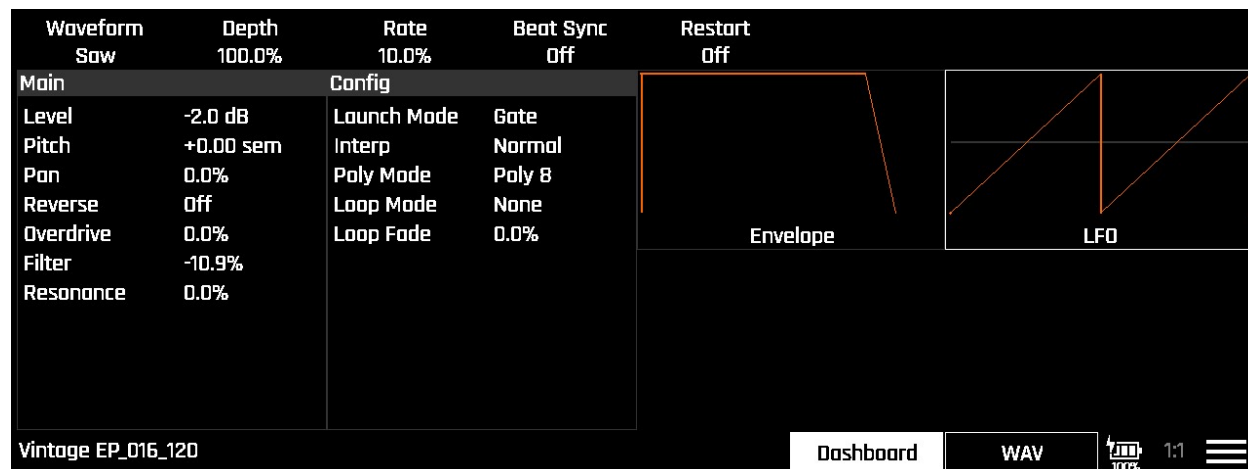 Waveform Depth Rate Beat Sync Restart
Saw 100.0% 10.0% Off Off
Main Config
Level -2.0 dB Launch Mode Gate
Pitch +0.00 sem Interp Normal
Pan 0.0% Poly Mode Poly 8
Reverse Off Loop Mode None
Overdrive 0.0% Loop Fade 0.0% Envelope LFO
Filter -10.9%
Resonance 0.0%
Vintage EP_016_120 Dashboard WAV 100% 1:1